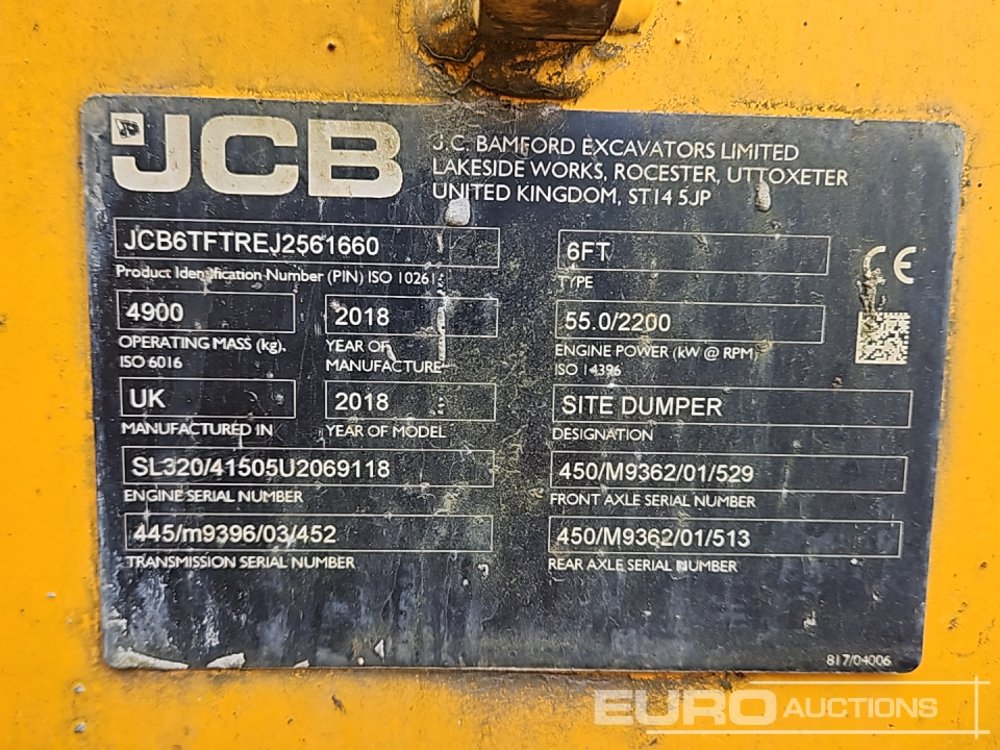 JCB
J.C. BAMFORD EXCAVATORS LIMITED
LAKESIDE WORKS, ROCESTER, UTTOXETER
UNITED KINGDOM, ST14 5JP
JCB6TFTREJ2561660
Product Identification Number (PIN) ISO 10261
6FT
TYPE
CE
4900
OPERATING MASS (kg).
ISO 6016
2018
YEAR OF
MANUFACTURE
55.0/2200
ENGINE POWER (kW @ RPM)
ISO 14396
UK
MANUFACTURED IN
2018
YEAR OF MODEL
SITE DUMPER
DESIGNATION
SL320/41505U2069118
ENGINE SERIAL NUMBER
450/M9362/01/529
FRONT AXLE SERIAL NUMBER
445/m9396/03/452
TRANSMISSION SERIAL NUMBER
450/M9362/01/513
REAR AXLE SERIAL NUMBER
817/04006
EURO AUCTIONS